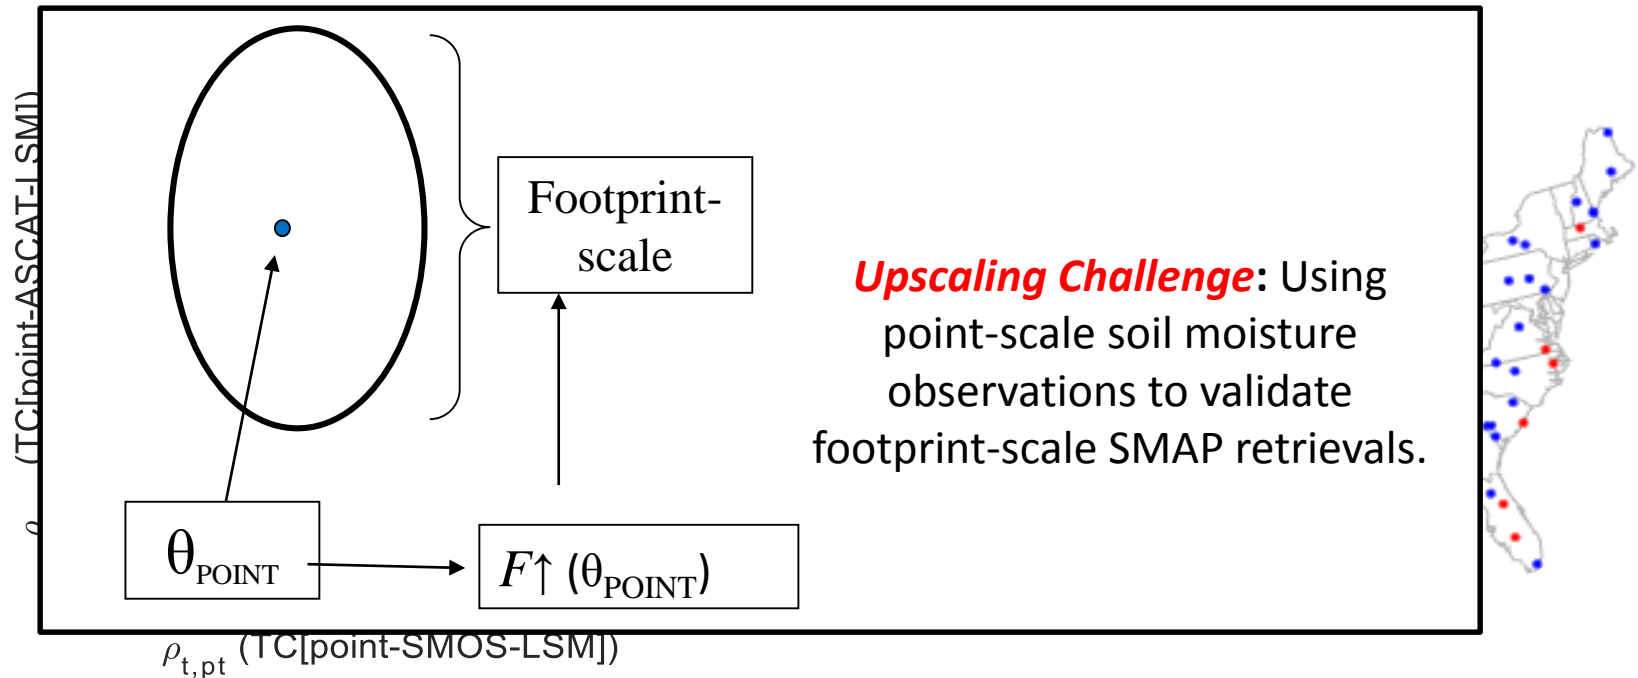 (TC[point-ASCAT-LSM])
Footprint-
scale
Upscaling Challenge: Using
point-scale soil moisture
observations to validate
footprint-scale SMAP retrievals.
θPOINT
F↑ (θPOINT)
ρt,pt (TC[point-SMOS-LSM])